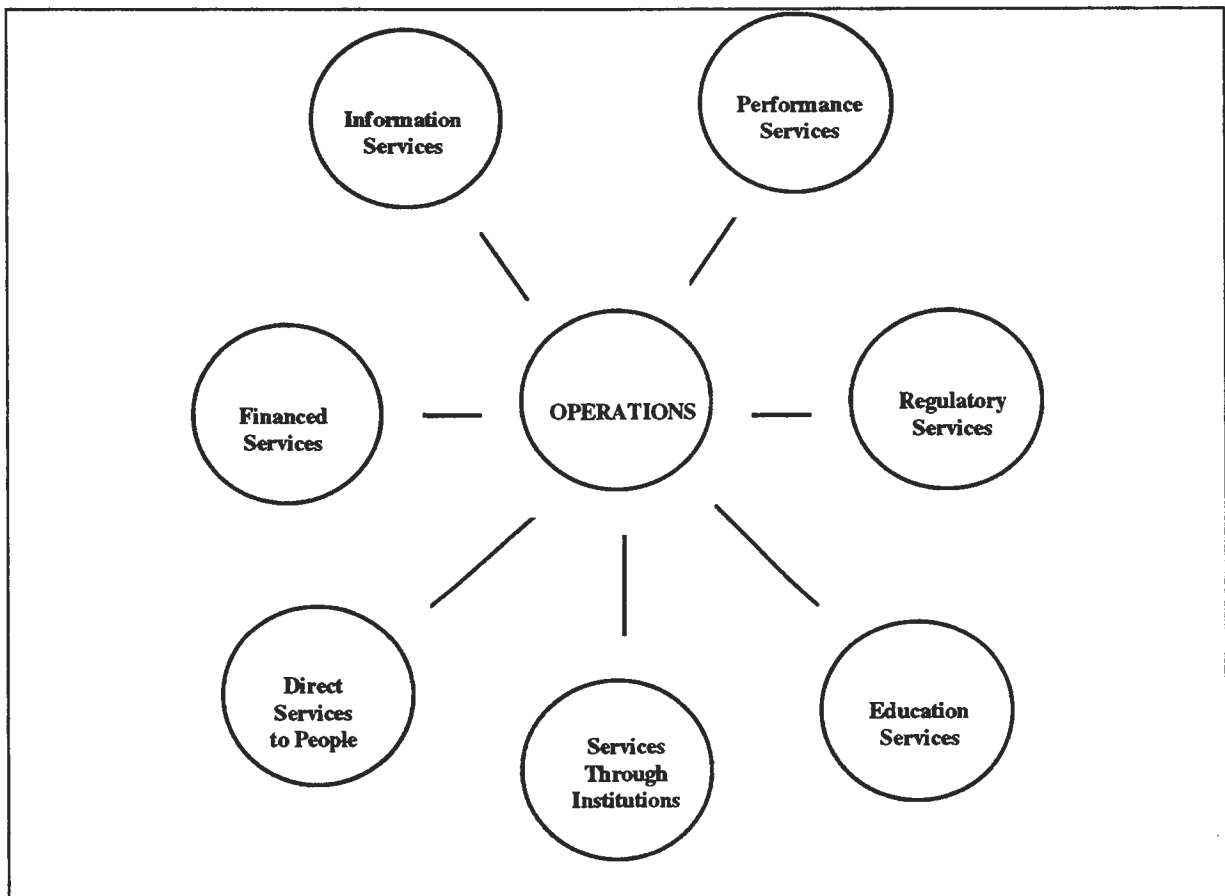 Information
Services
Performance
Services
Financed
Services
OPERATIONS
Regulatory
Services
Direct
Services
to People
Services
Through
Institutions
Education
Services